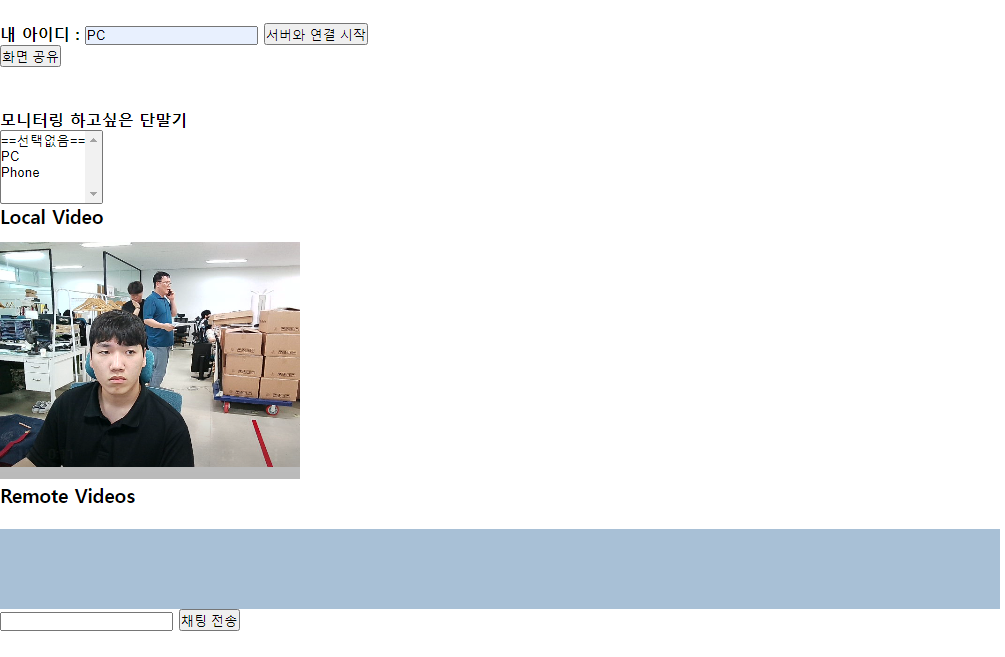 내 아이디 : PC 서버와 연결 시작
화면 공유
모니터링 하고싶은 단말기
==선택없음==
PC
Phone
Local Video
Remote Videos
채팅 전송